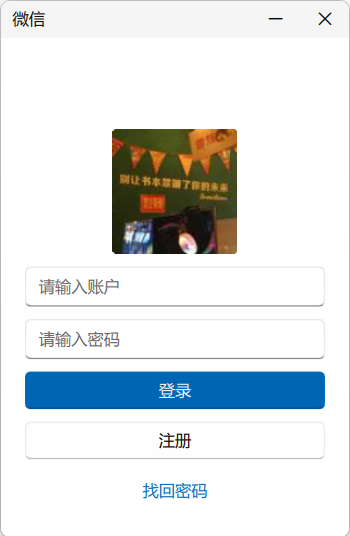 微信
别让书本禁锢了你的未来
请输入账户
请输入密码
登录
注册
找回密码